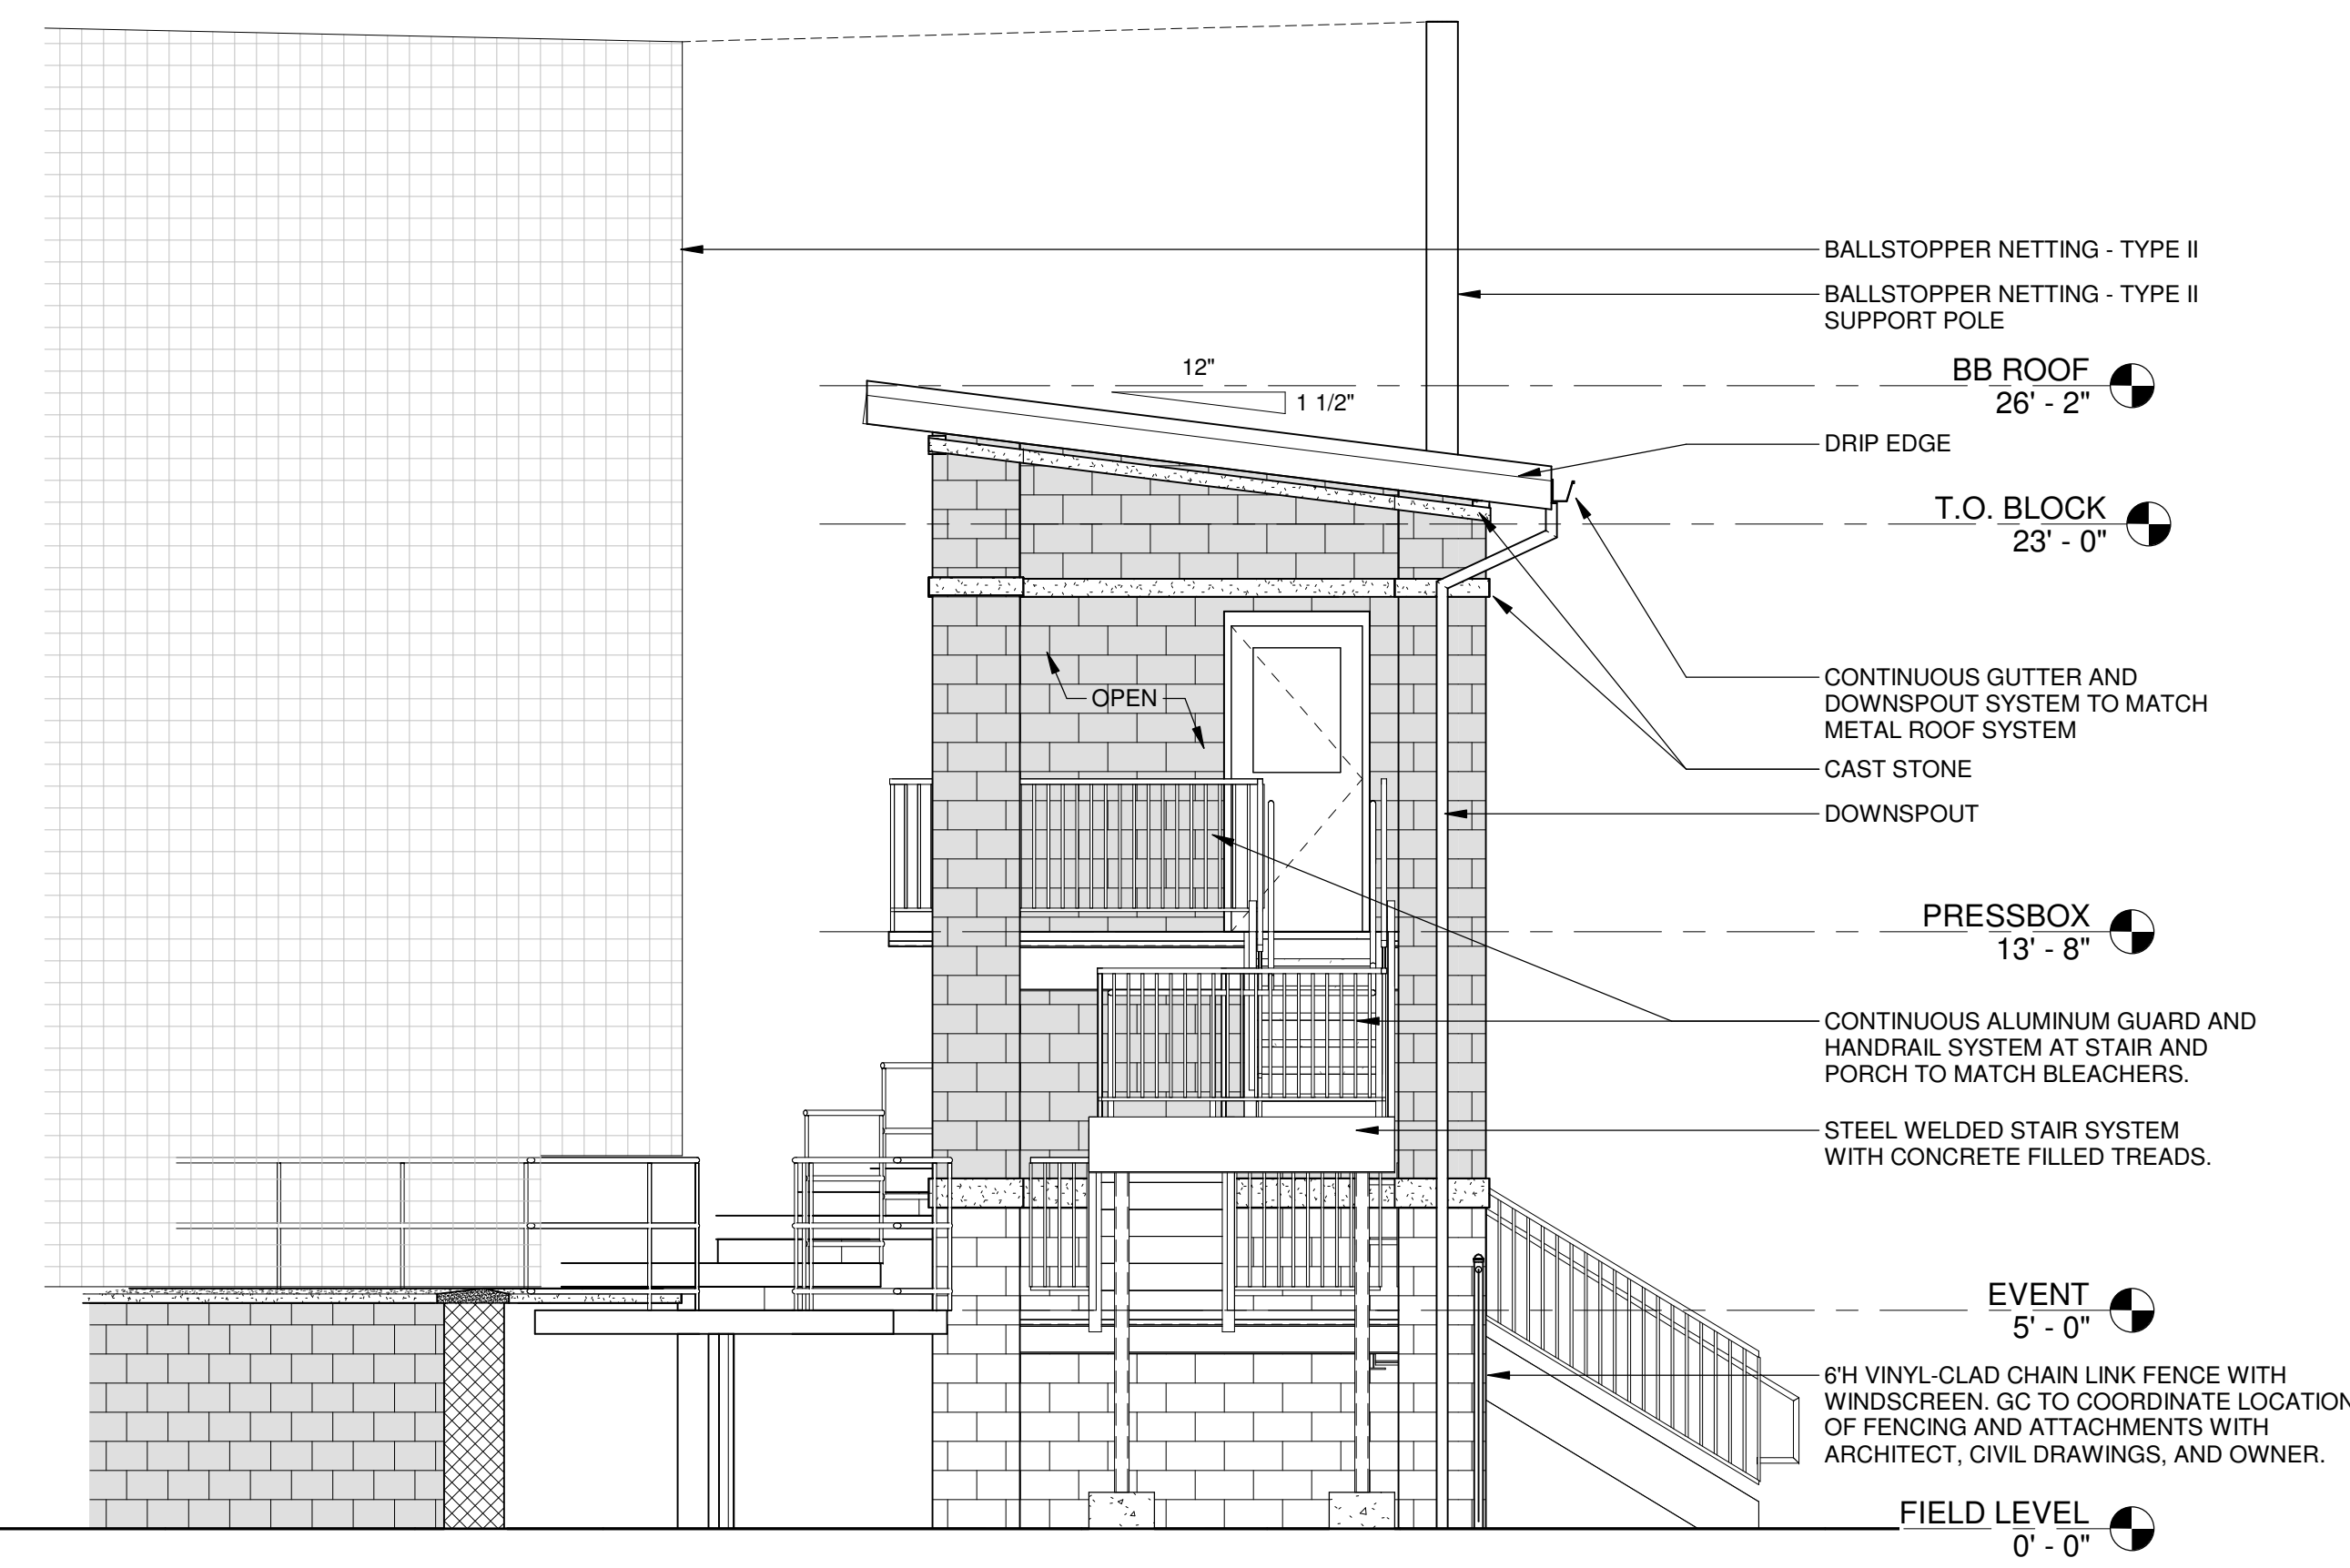 BALLSTOPPER NETTING - TYPE II
BALLSTOPPER NETTING - TYPE II
SUPPORT POLE
12"
1 1/2"
BB ROOF
26' - 2"
DRIP EDGE
T.O. BLOCK
23' - 0"
CONTINUOUS GUTTER AND
DOWNSPOUT SYSTEM TO MATCH
METAL ROOF SYSTEM
OPEN
CAST STONE
DOWNSPOUT
PRESSBOX
13' - 8"
CONTINUOUS ALUMINUM GUARD AND
HANDRAIL SYSTEM AT STAIR AND
PORCH TO MATCH BLEACHERS.
STEEL WELDED STAIR SYSTEM
WITH CONCRETE FILLED TREADS.
EVENT
5' - 0"
6'H VINYL-CLAD CHAIN LINK FENCE WITH
WINDSCREEN. GC TO COORDINATE LOCATION
OF FENCING AND ATTACHMENTS WITH
ARCHITECT, CIVIL DRAWINGS, AND OWNER.
FIELD LEVEL
0' - 0"